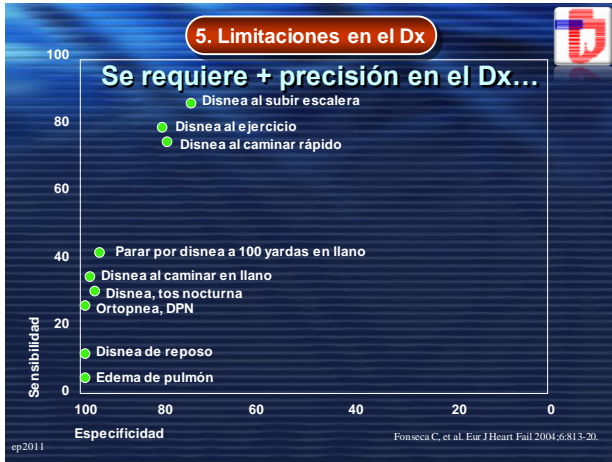 5. Limitaciones en el Dx
Se requiere + precisión en el Dx…
100
80
60
40
20
0
Sensibilidad
Disnea al subir escalera
Disnea al ejercicio
Disnea al caminar rápido
Parar por disnea a 100 yardas en llano
Disnea al caminar en llano
Disnea, tos nocturna
Ortopnea, DPN
Disnea de reposo
Edema de pulmón
100 80 60 40 20 0
Especificidad
Fonseca C, et al. Eur J Heart Fail 2004;6:813-20.
ep2011